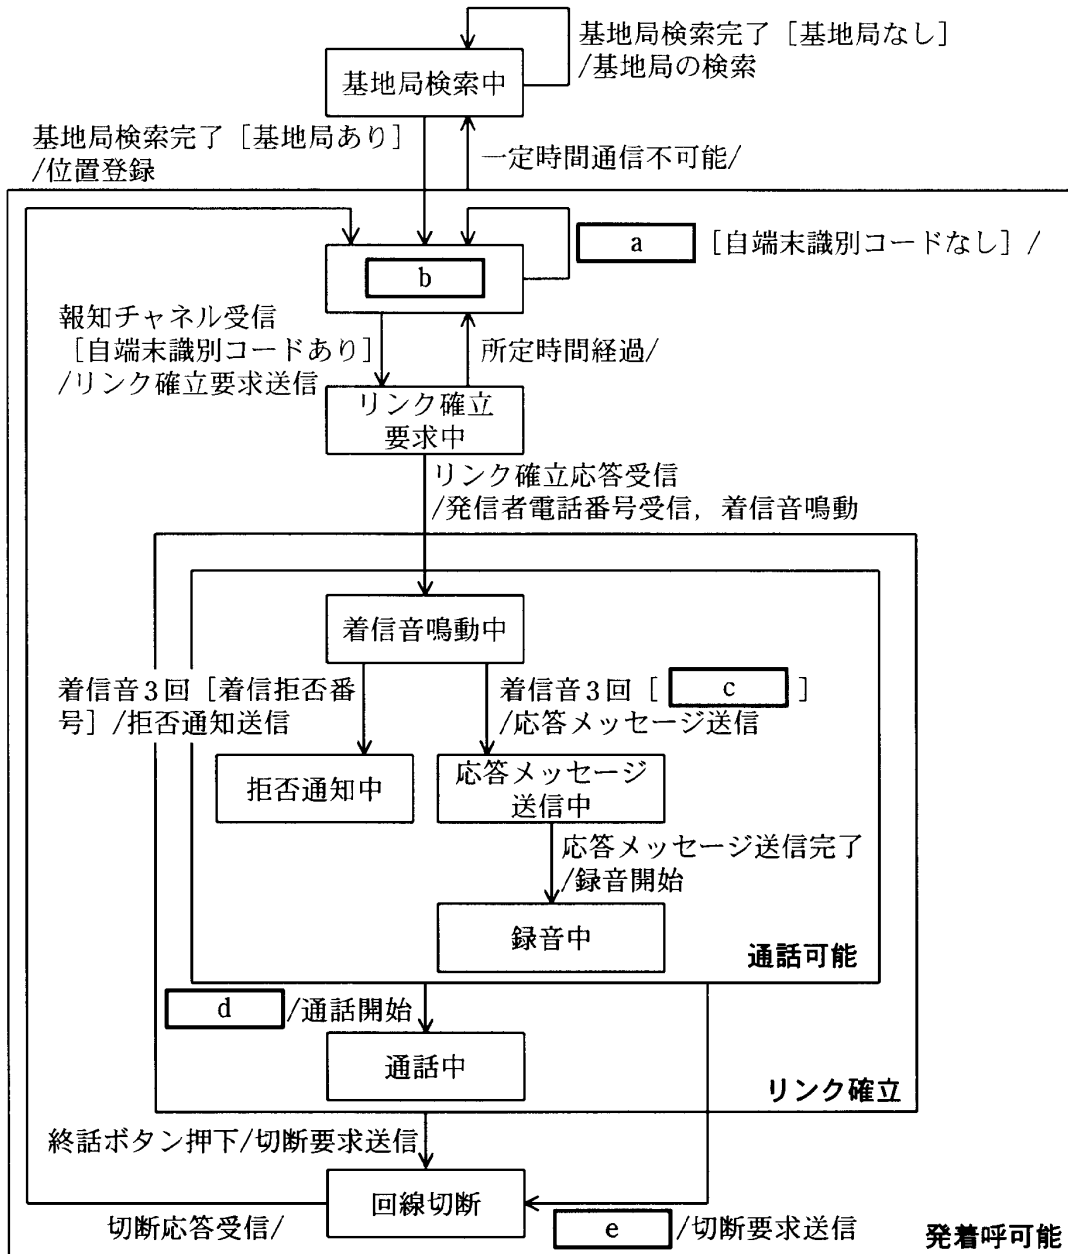 基地局検索完了［基地局なし］
/基地局の検索
基地局検索中
基地局検索完了［基地局あり］
/位置登録
一定時間通信不可能/
a ［自端末識別コードなし］/
b
報知チャネル受信
［自端末識別コードあり］
/リンク確立要求送信
所定時間経過/
リンク確立
要求中
リンク確立応答受信
/発信者電話番号受信，着信音鳴動
着信音鳴動中
着信音3回［着信拒否番
号］/拒否通知送信
着信音3回［ c ］
/応答メッセージ送信
拒否通知中
応答メッセージ
送信中
応答メッセージ送信完了
/録音開始
録音中
通話可能
d /通話開始
通話中
リンク確立
終話ボタン押下/切断要求送信
回線切断
切断応答受信/
e /切断要求送信
発着呼可能